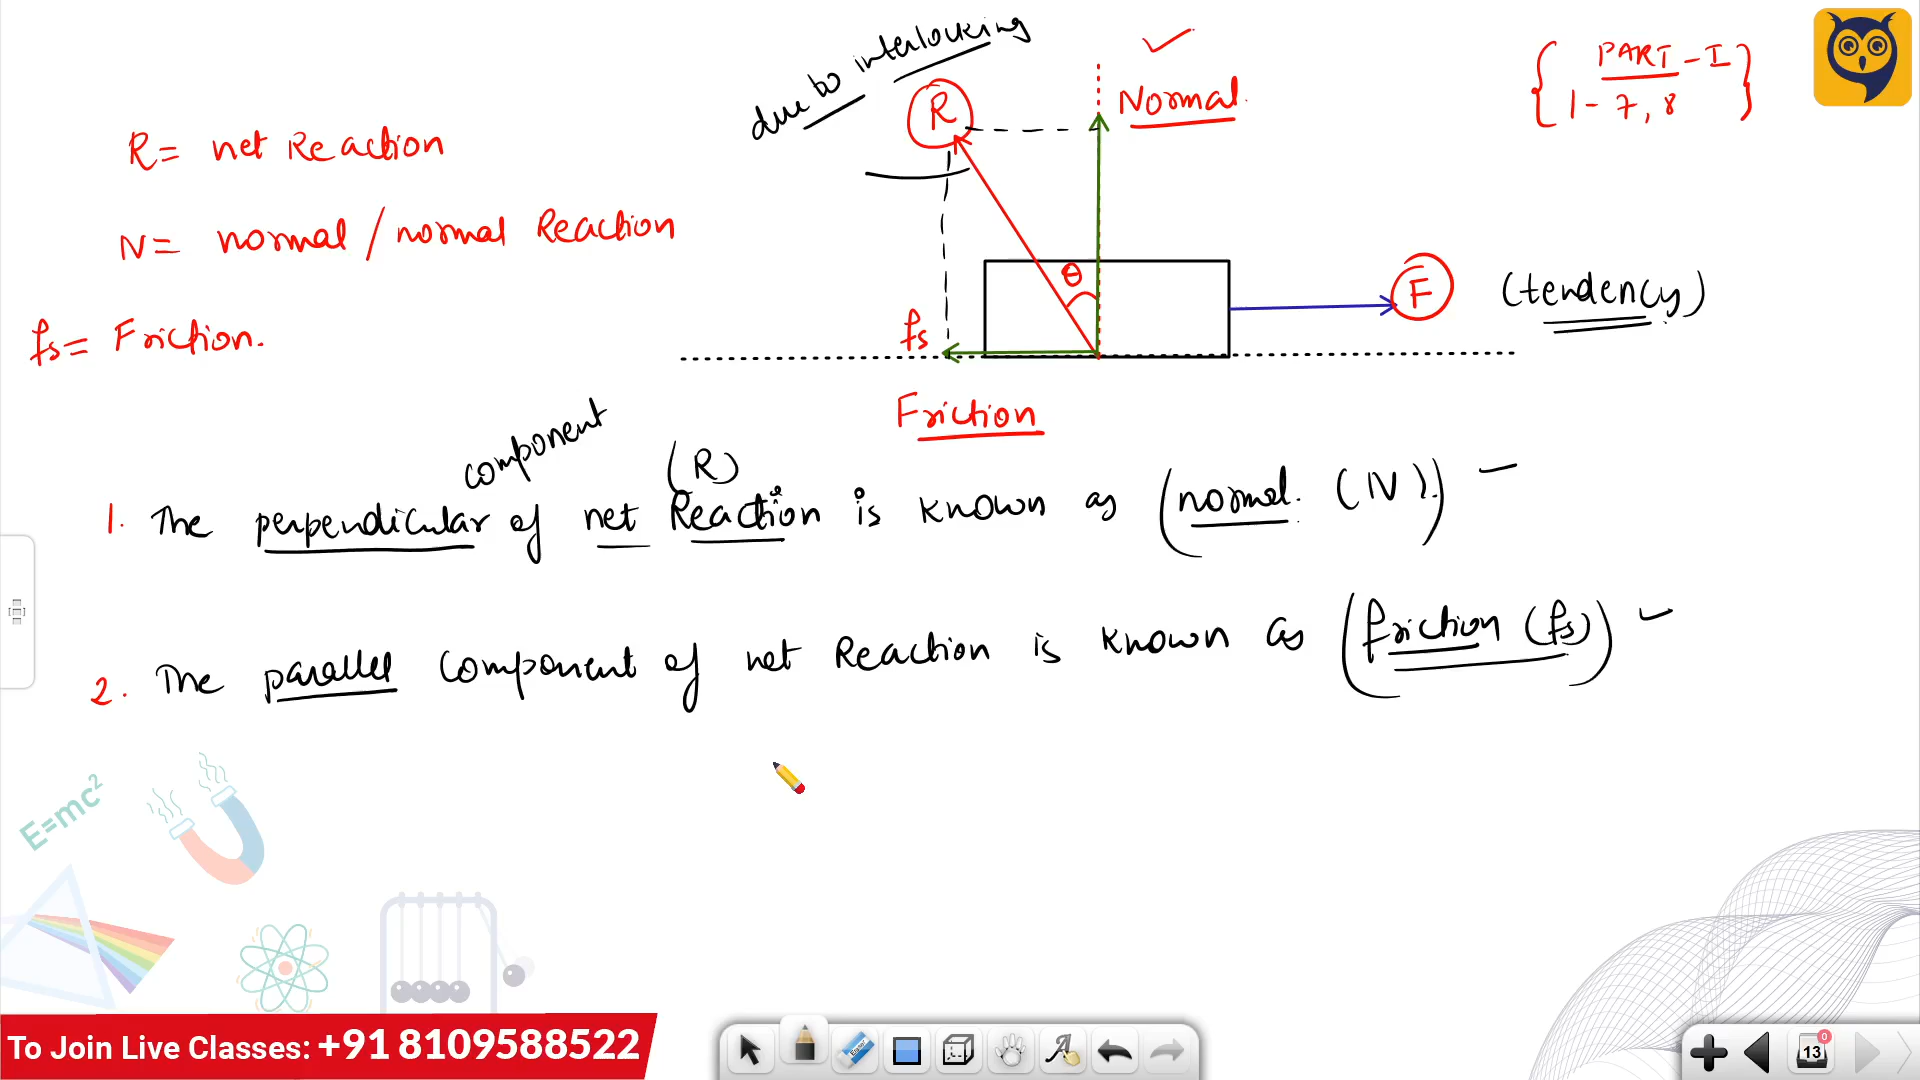 due to interlocking
R
Normal.
{ PART - I }
1 - 7, 8
R = net Reaction
N = normal / normal Reaction
fs = Friction.
θ
F
(tendency)
fs
Friction
component
(R)
1. The perpendicular of net Reaction is known as (normal. (N).)
2. The parallel component of net Reaction is known as (friction (fs))
E=mc²
To Join Live Classes: +91 8109588522
Eraser
A
13
0